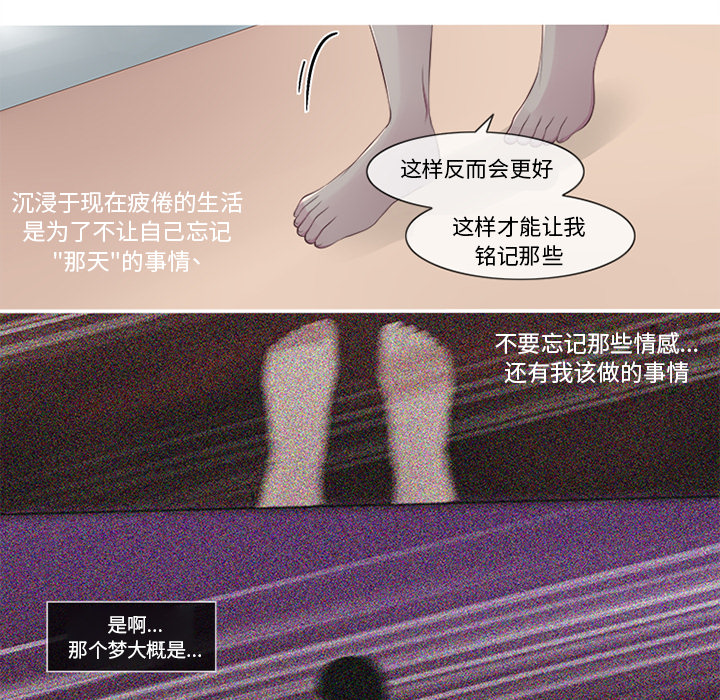 这样反而会更好
沉浸于现在疲倦的生活
是为了不让自己忘记
"那天"的事情、
这样才能让我
铭记那些
不要忘记那些情感...
还有我该做的事情
是啊...
那个梦大概是...